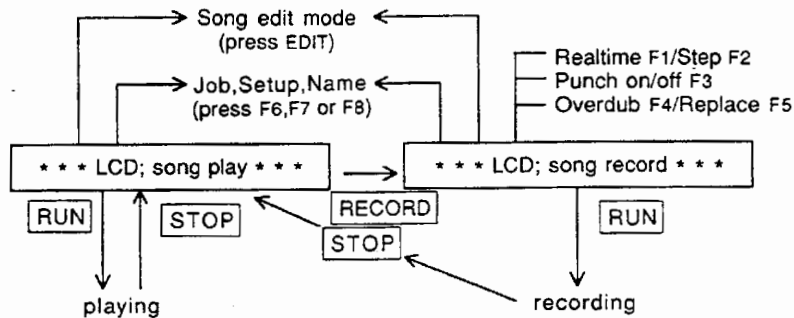 Song edit mode
(press EDIT)
Realtime F1/Step F2
Punch on/off F3
Overdub F4/Replace F5
Job,Setup,Name
(press F6,F7 or F8)
* * * LCD; song play * * *
* * * LCD; song record * * *
RUN
STOP
RECORD
STOP
RUN
playing
recording